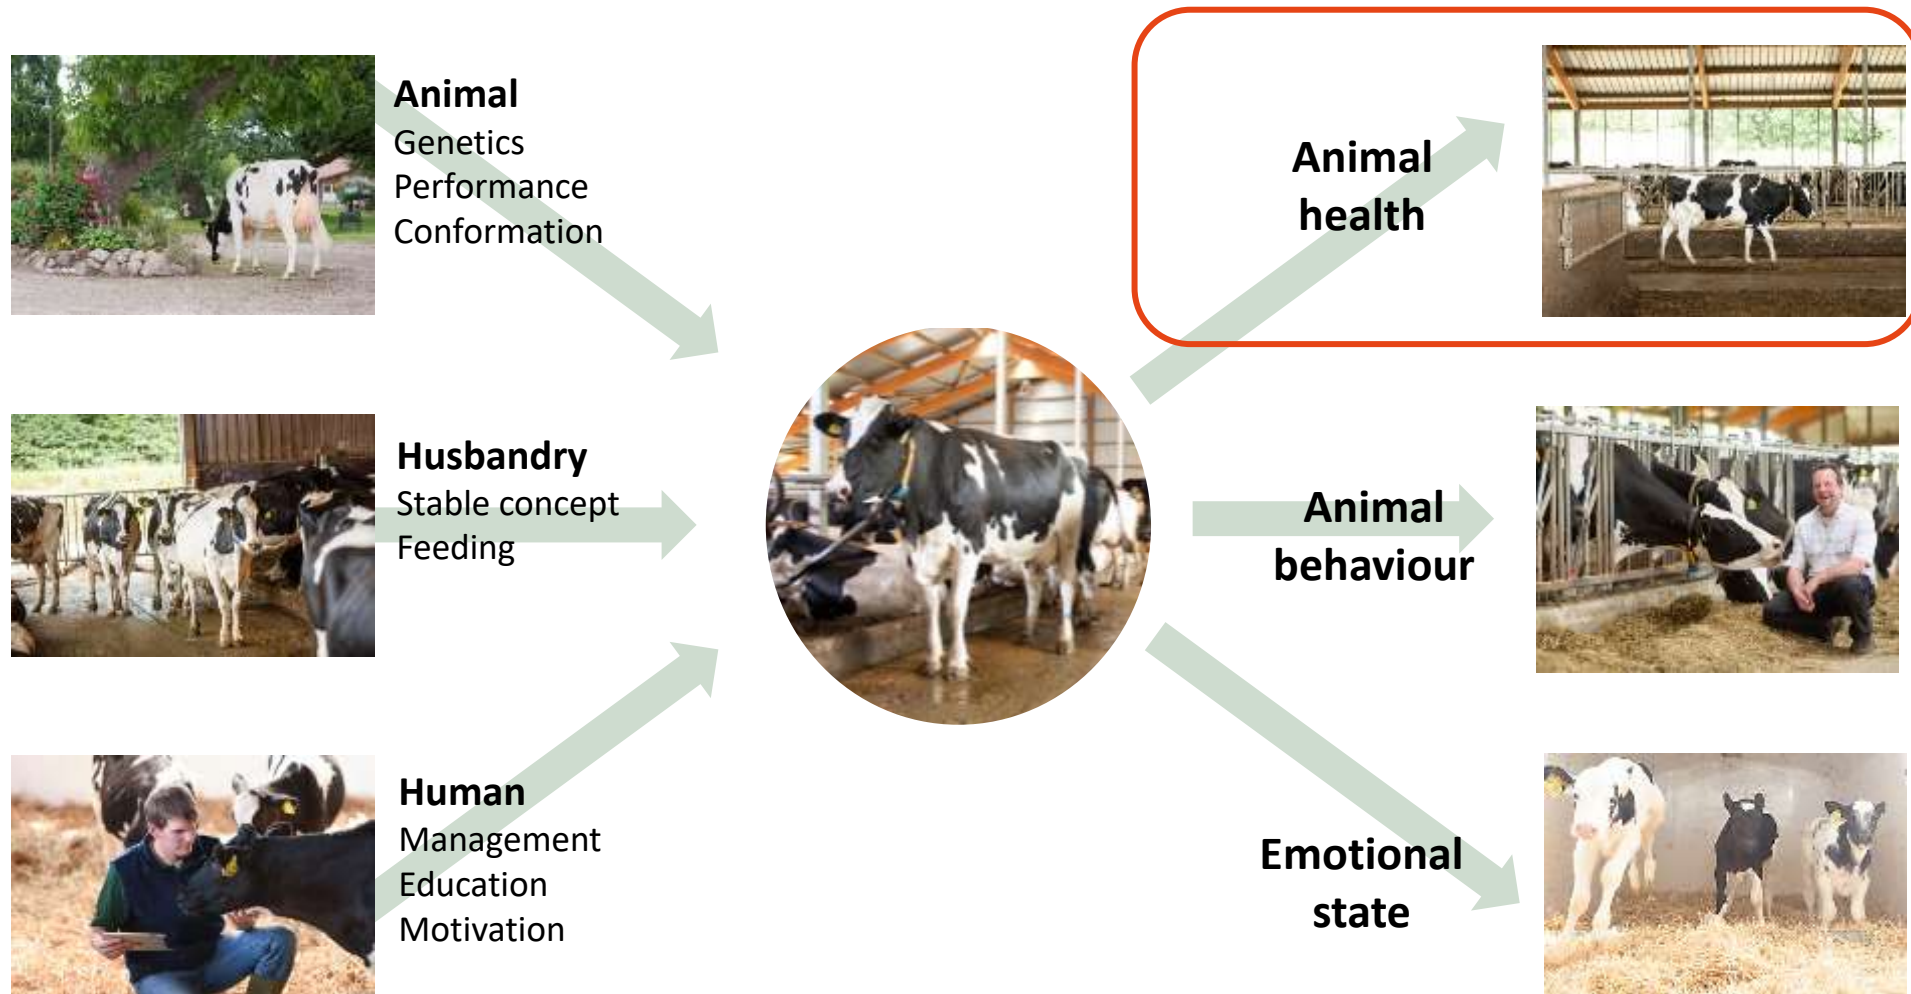 Animal
Genetics
Performance
Conformation
Husbandry
Stable concept
Feeding
Human
Management
Education
Motivation
Animal
health
Animal
behaviour
Emotional
state